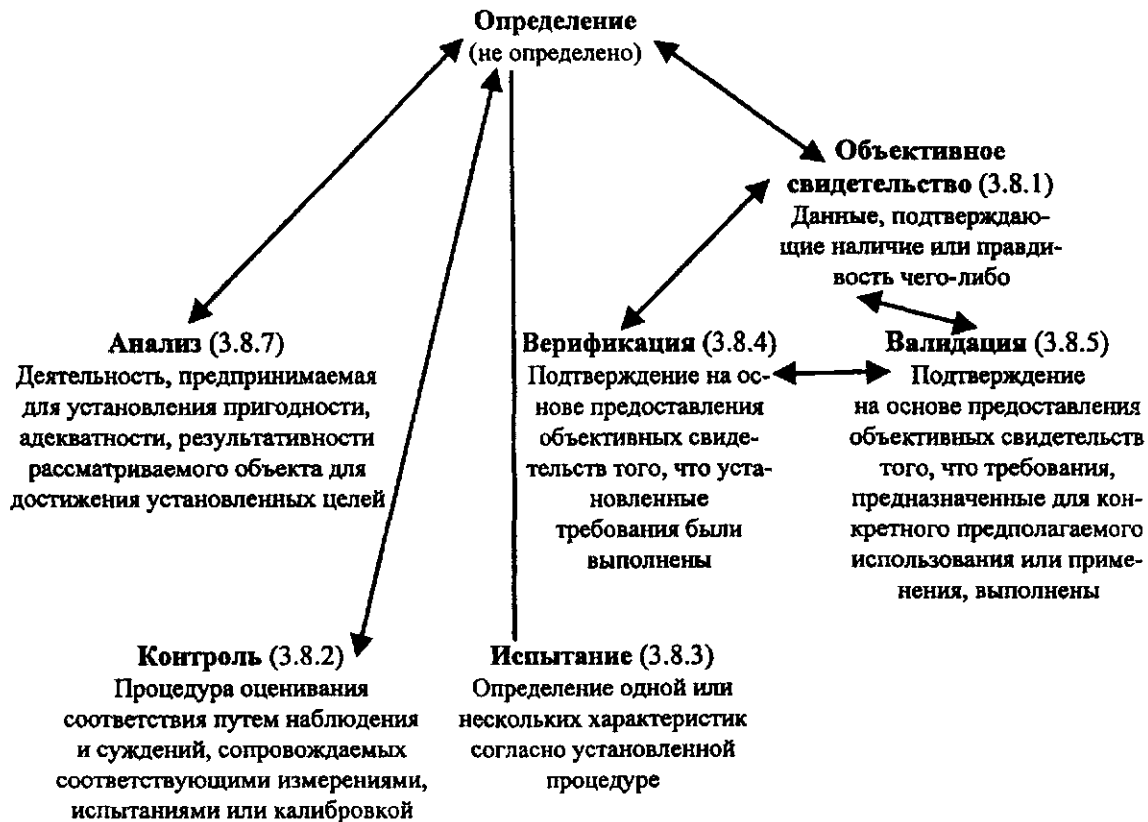 Определение
(не определено)
Объективное
свидетельство (3.8.1)
Данные, подтверждаю-
щие наличие или правди-
вость чего-либо
Анализ (3.8.7)
Деятельность, предпринимаемая
для установления пригодности,
адекватности, результативности
рассматриваемого объекта для
достижения установленных целей
Верификация (3.8.4)
Подтверждение на ос-
нове предоставления
объективных свиде-
тельств того, что уста-
новленные
требования были
выполнены
Валидация (3.8.5)
Подтверждение
на основе предоставления
объективных свидетельств
того, что требования,
предназначенные для кон-
кретного предполагаемого
использования или приме-
нения, выполнены
Контроль (3.8.2)
Процедура оценивания
соответствия путем наблюдения
и суждений, сопровождаемых
соответствующими измерениями,
испытаниями или калибровкой
Испытание (3.8.3)
Определение одной или
нескольких характеристик
согласно установленной
процедуре